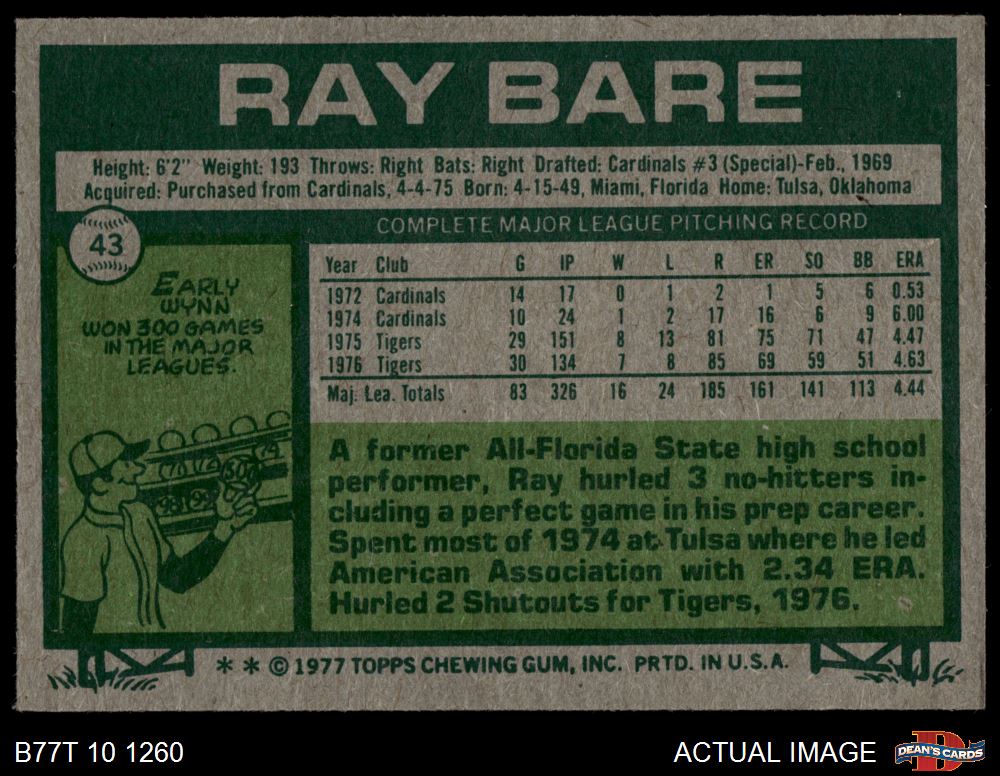 RAY BARE
Height: 6'2" Weight: 193 Throws: Right Bats: Right Drafted: Cardinals #3 (Special)-Feb., 1969
Acquired: Purchased from Cardinals, 4-4-75 Born: 4-15-49, Miami, Florida Home: Tulsa, Oklahoma
43
EARLY
WYNN
WON 300 GAMES
IN THE MAJOR
LEAGUES.
COMPLETE MAJOR LEAGUE PITCHING RECORD
Year Club G IP W L R ER SO BB ERA
1972 Cardinals 14 17 0 1 2 1 5 6 0.53
1974 Cardinals 10 24 1 2 17 16 6 9 6.00
1975 Tigers 29 151 8 13 81 75 71 47 4.47
1976 Tigers 30 134 7 8 85 69 59 51 4.63
Maj. Lea. Totals 83 326 16 24 185 161 141 113 4.44
A former All-Florida State high school
performer, Ray hurled 3 no-hitters in-
cluding a perfect game in his prep career.
Spent most of 1974 at Tulsa where he led
American Association with 2.34 ERA.
Hurled 2 Shutouts for Tigers, 1976.
* * © 1977 TOPPS CHEWING GUM, INC. PRTD. IN U.S.A.
B77T 10 1260
ACTUAL IMAGE
DEAN'S CARDS